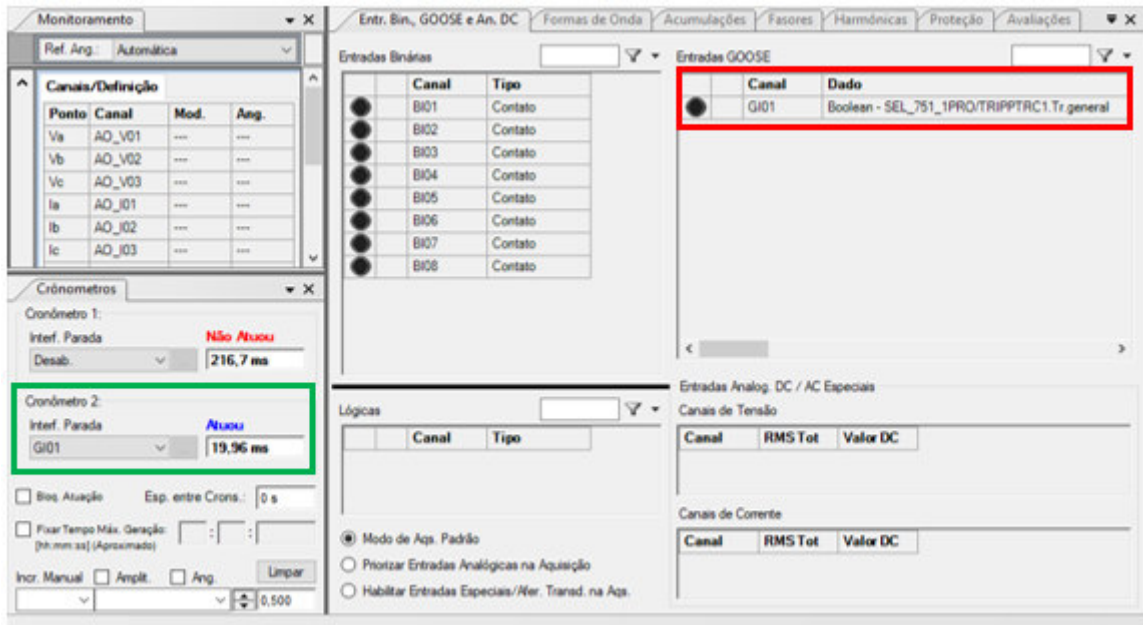 Monitoramento
Ref. Ang.: Automática
Canais/Definição
Ponto Canal Mod. Ang.
Va AO_V01 --- ---
Vb AO_V02 --- ---
Vc AO_V03 --- ---
Ia AO_I01 --- ---
Ib AO_I02 --- ---
Ic AO_I03 --- ---
Crônometros
Cronômetro 1:
Interf. Parada Não Atuou
Desab. 216,7 ms
Cronômetro 2:
Interf. Parada Atuou
GI01 19,96 ms
Bloq. Atuação Esp. entre Crons.: 0 s
Fixar Tempo Máx. Geração: : :
[hh:mm:ss] (Aproximado)
Incr. Manual Amplit. Ang. Limpar
0,500
Entr. Bin., GOOSE e An. DC Formas de Onda Acumulações Fasores Harmônicas Proteção Avaliações
Entradas Binárias
Canal Tipo
BI01 Contato
BI02 Contato
BI03 Contato
BI04 Contato
BI05 Contato
BI06 Contato
BI07 Contato
BI08 Contato
Entradas GOOSE
Canal Dado
GI01 Boolean - SEL_751_1PRO/TRIPPTRC1.Tr.general
Lógicas
Canal Tipo
Modo de Aqs. Padrão
Priorizar Entradas Analógicas na Aquisição
Habilitar Entradas Especiais/Afer. Transd. na Aqs.
Entradas Analog. DC / AC Especiais
Canais de Tensão
Canal RMS Tot Valor DC
Canais de Corrente
Canal RMS Tot Valor DC